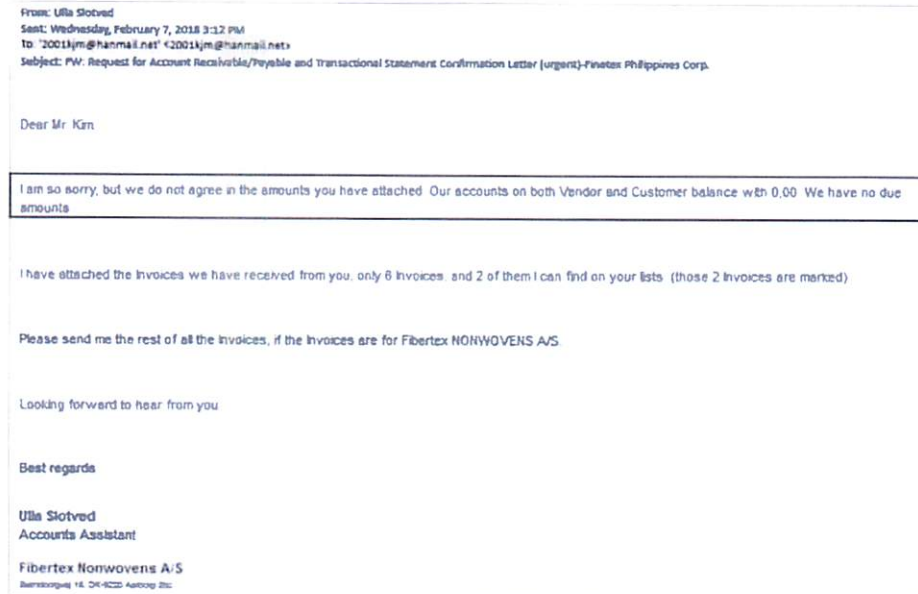 From: Ulla Slotved
Sent: Wednesday, February 7, 2018 3:12 PM
To: '2001kjm@hanmail.net' <2001kjm@hanmail.net>
Subject: FW: Request for Account Receivable/Payable and Transactional Statement Confirmation Letter (urgent)-Finetex Philippines Corp.
Dear Mr. Kim
I am so sorry, but we do not agree in the amounts you have attached. Our accounts on both Vendor and Customer balance with 0,00. We have no due
amounts
I have attached the Invoices we have received from you, only 6 Invoices, and 2 of them I can find on your lists. (those 2 Invoices are marked)
Please send me the rest of all the Invoices, if the Invoices are for Fibertex NONWOVENS A/S.
Looking forward to hear from you
Best regards
Ulla Slotved
Accounts Assistant
Fibertex Nonwovens A/S